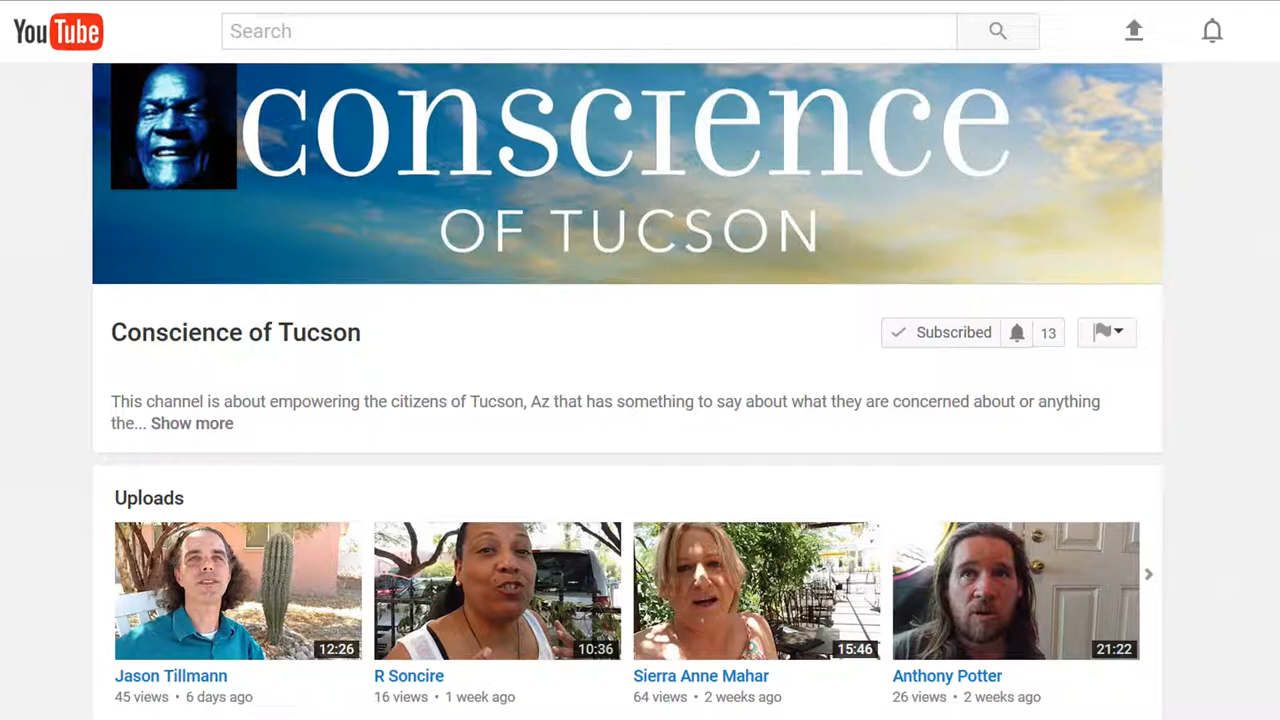 YouTube
Search
conscience
OF TUCSON
Conscience of Tucson
Subscribed 13
This channel is about empowering the citizens of Tucson, Az that has something to say about what they are concerned about or anything
the... Show more
Uploads
12:26 10:36 15:46 21:22
Jason Tillmann R Soncire Sierra Anne Mahar Anthony Potter
45 views • 6 days ago 16 views • 1 week ago 64 views • 2 weeks ago 26 views • 2 weeks ago